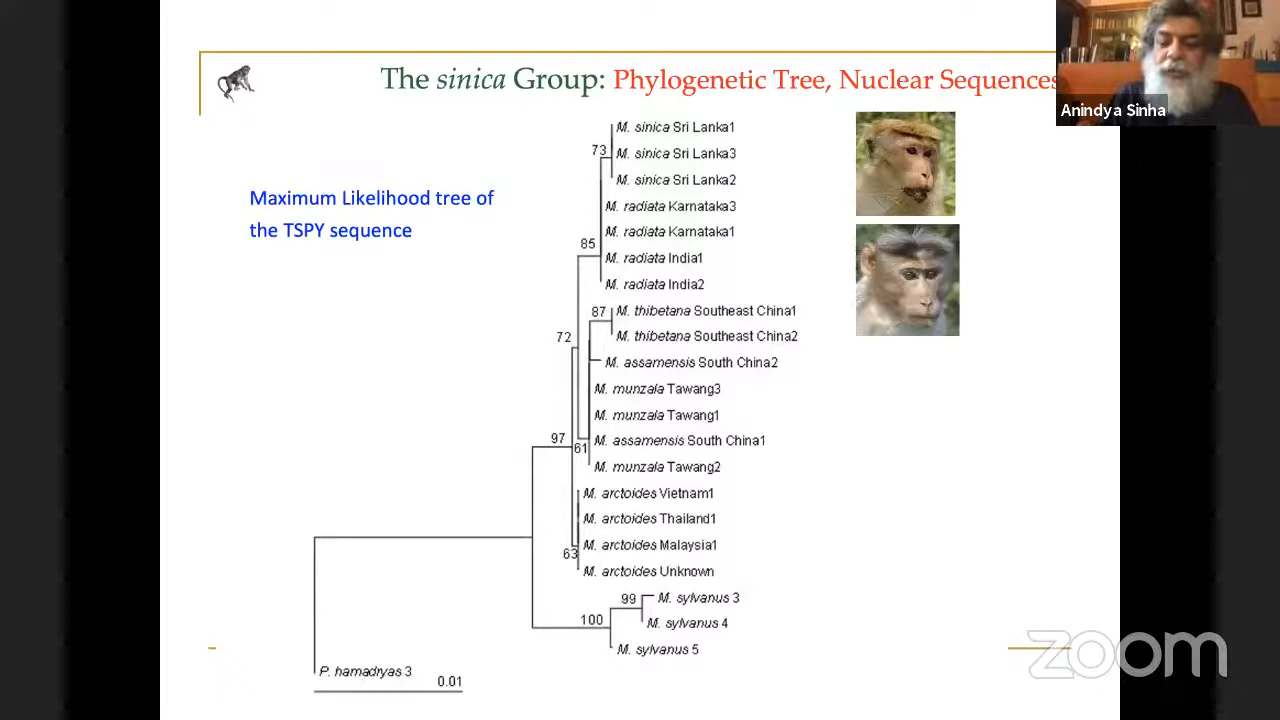 The sinica Group: Phylogenetic Tree, Nuclear Sequences
Anindya Sinha
Maximum Likelihood tree of
the TSPY sequence
M. sinica Sri Lanka1
73
M. sinica Sri Lanka3
M. sinica Sri Lanka2
M. radiata Karnataka3
M. radiata Karnataka1
85
M. radiata India1
M. radiata India2
87
M. thibetana Southeast China1
72
M. thibetana Southeast China2
M. assamensis South China2
M. munzala Tawang3
M. munzala Tawang1
97
61
M. assamensis South China1
M. munzala Tawang2
M. arctoides Vietnam1
M. arctoides Thailand1
M. arctoides Malaysia1
63
M. arctoides Unknown
99
M. sylvanus 3
100
M. sylvanus 4
M. sylvanus 5
P. hamadryas 3
0.01
zoom